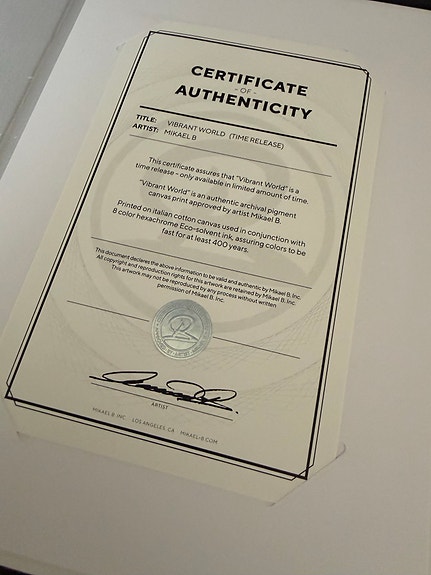 CERTIFICATE
- OF -
AUTHENTICITY
TITLE: VIBRANT WORLD (TIME RELEASE)
ARTIST: MIKAEL B
This certificate assures that "Vibrant World" is a
time release - only available in limited amount of time.
"Vibrant World" is an authentic archival pigment
canvas print approved by artist Mikael B.
Printed on Italian cotton canvas used in conjunction with
8 color hexachrome Eco-solvent ink, assuring colors to be
fast for at least 400 years.
This document declares the above information to be valid and authentic by Mikael B. Inc.
All copyright and reproduction rights for this artwork are retained by Mikael B. Inc.
This artwork may not be reproduced by any process without written
permission of Mikael B. Inc.
ARTIST
MIKAEL B. INC. LOS ANGELES, CA MIKAEL-B.COM